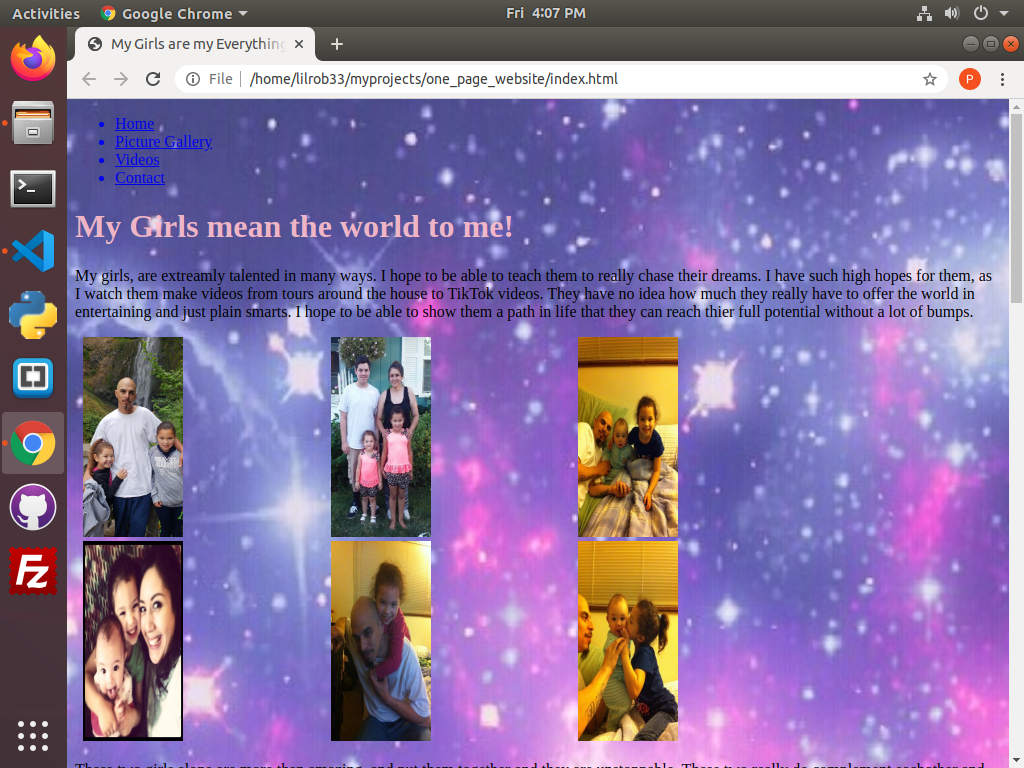 Activities
Google Chrome
Fri 4:07 PM
My Girls are my Everything
File
/home/lilrob33/myprojects/one_page_website/index.html
P
Home
Picture Gallery
Videos
Contact
My Girls mean the world to me!
My girls, are extreamly talented in many ways. I hope to be able to teach them to really chase their dreams. I have such high hopes for them, as
I watch them make videos from tours around the house to TikTok videos. They have no idea how much they really have to offer the world in
entertaining and just plain smarts. I hope to be able to show them a path in life that they can reach thier full potential without a lot of bumps.
Fz